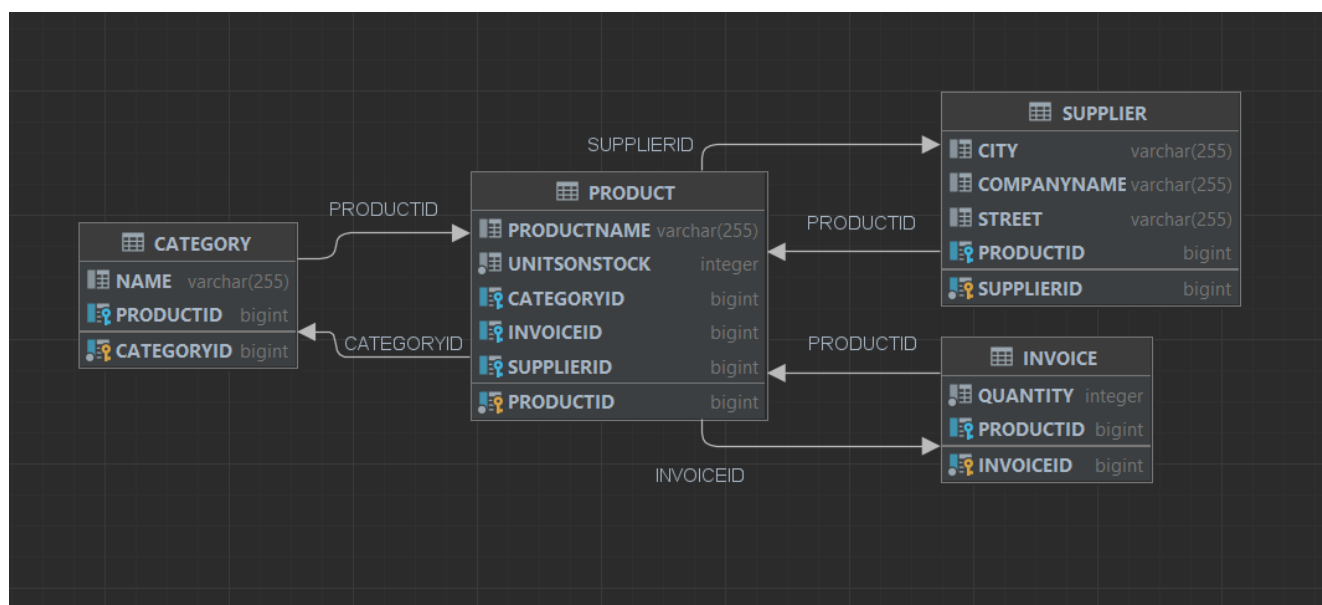 CATEGORY
NAME varchar(255)
PRODUCTID bigint
CATEGORYID bigint
PRODUCTID
CATEGORYID
PRODUCT
PRODUCTNAME varchar(255)
UNITSONSTOCK integer
CATEGORYID bigint
INVOICEID bigint
SUPPLIERID bigint
PRODUCTID bigint
SUPPLIERID
PRODUCTID
PRODUCTID
INVOICEID
SUPPLIER
CITY varchar(255)
COMPANYNAME varchar(255)
STREET varchar(255)
PRODUCTID bigint
SUPPLIERID bigint
INVOICE
QUANTITY integer
PRODUCTID bigint
INVOICEID bigint